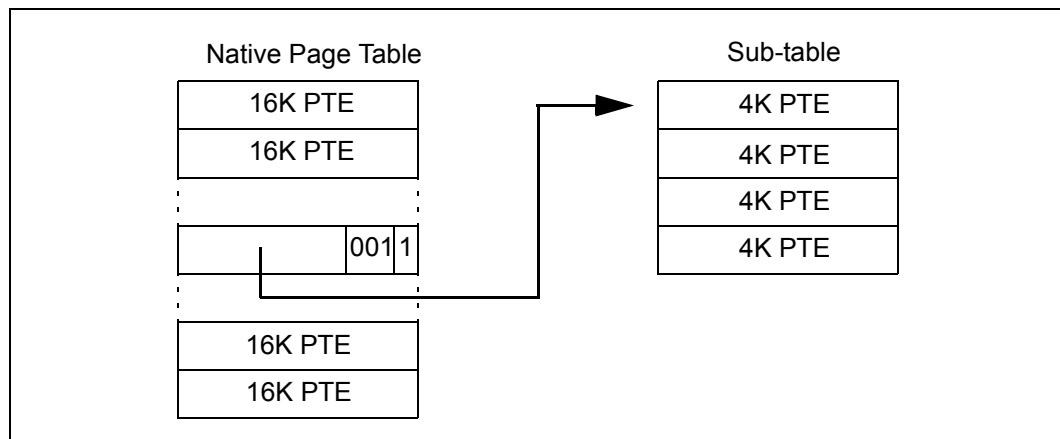 Native Page Table
16K PTE
16K PTE
001 1
16K PTE
16K PTE
Sub-table
4K PTE
4K PTE
4K PTE
4K PTE